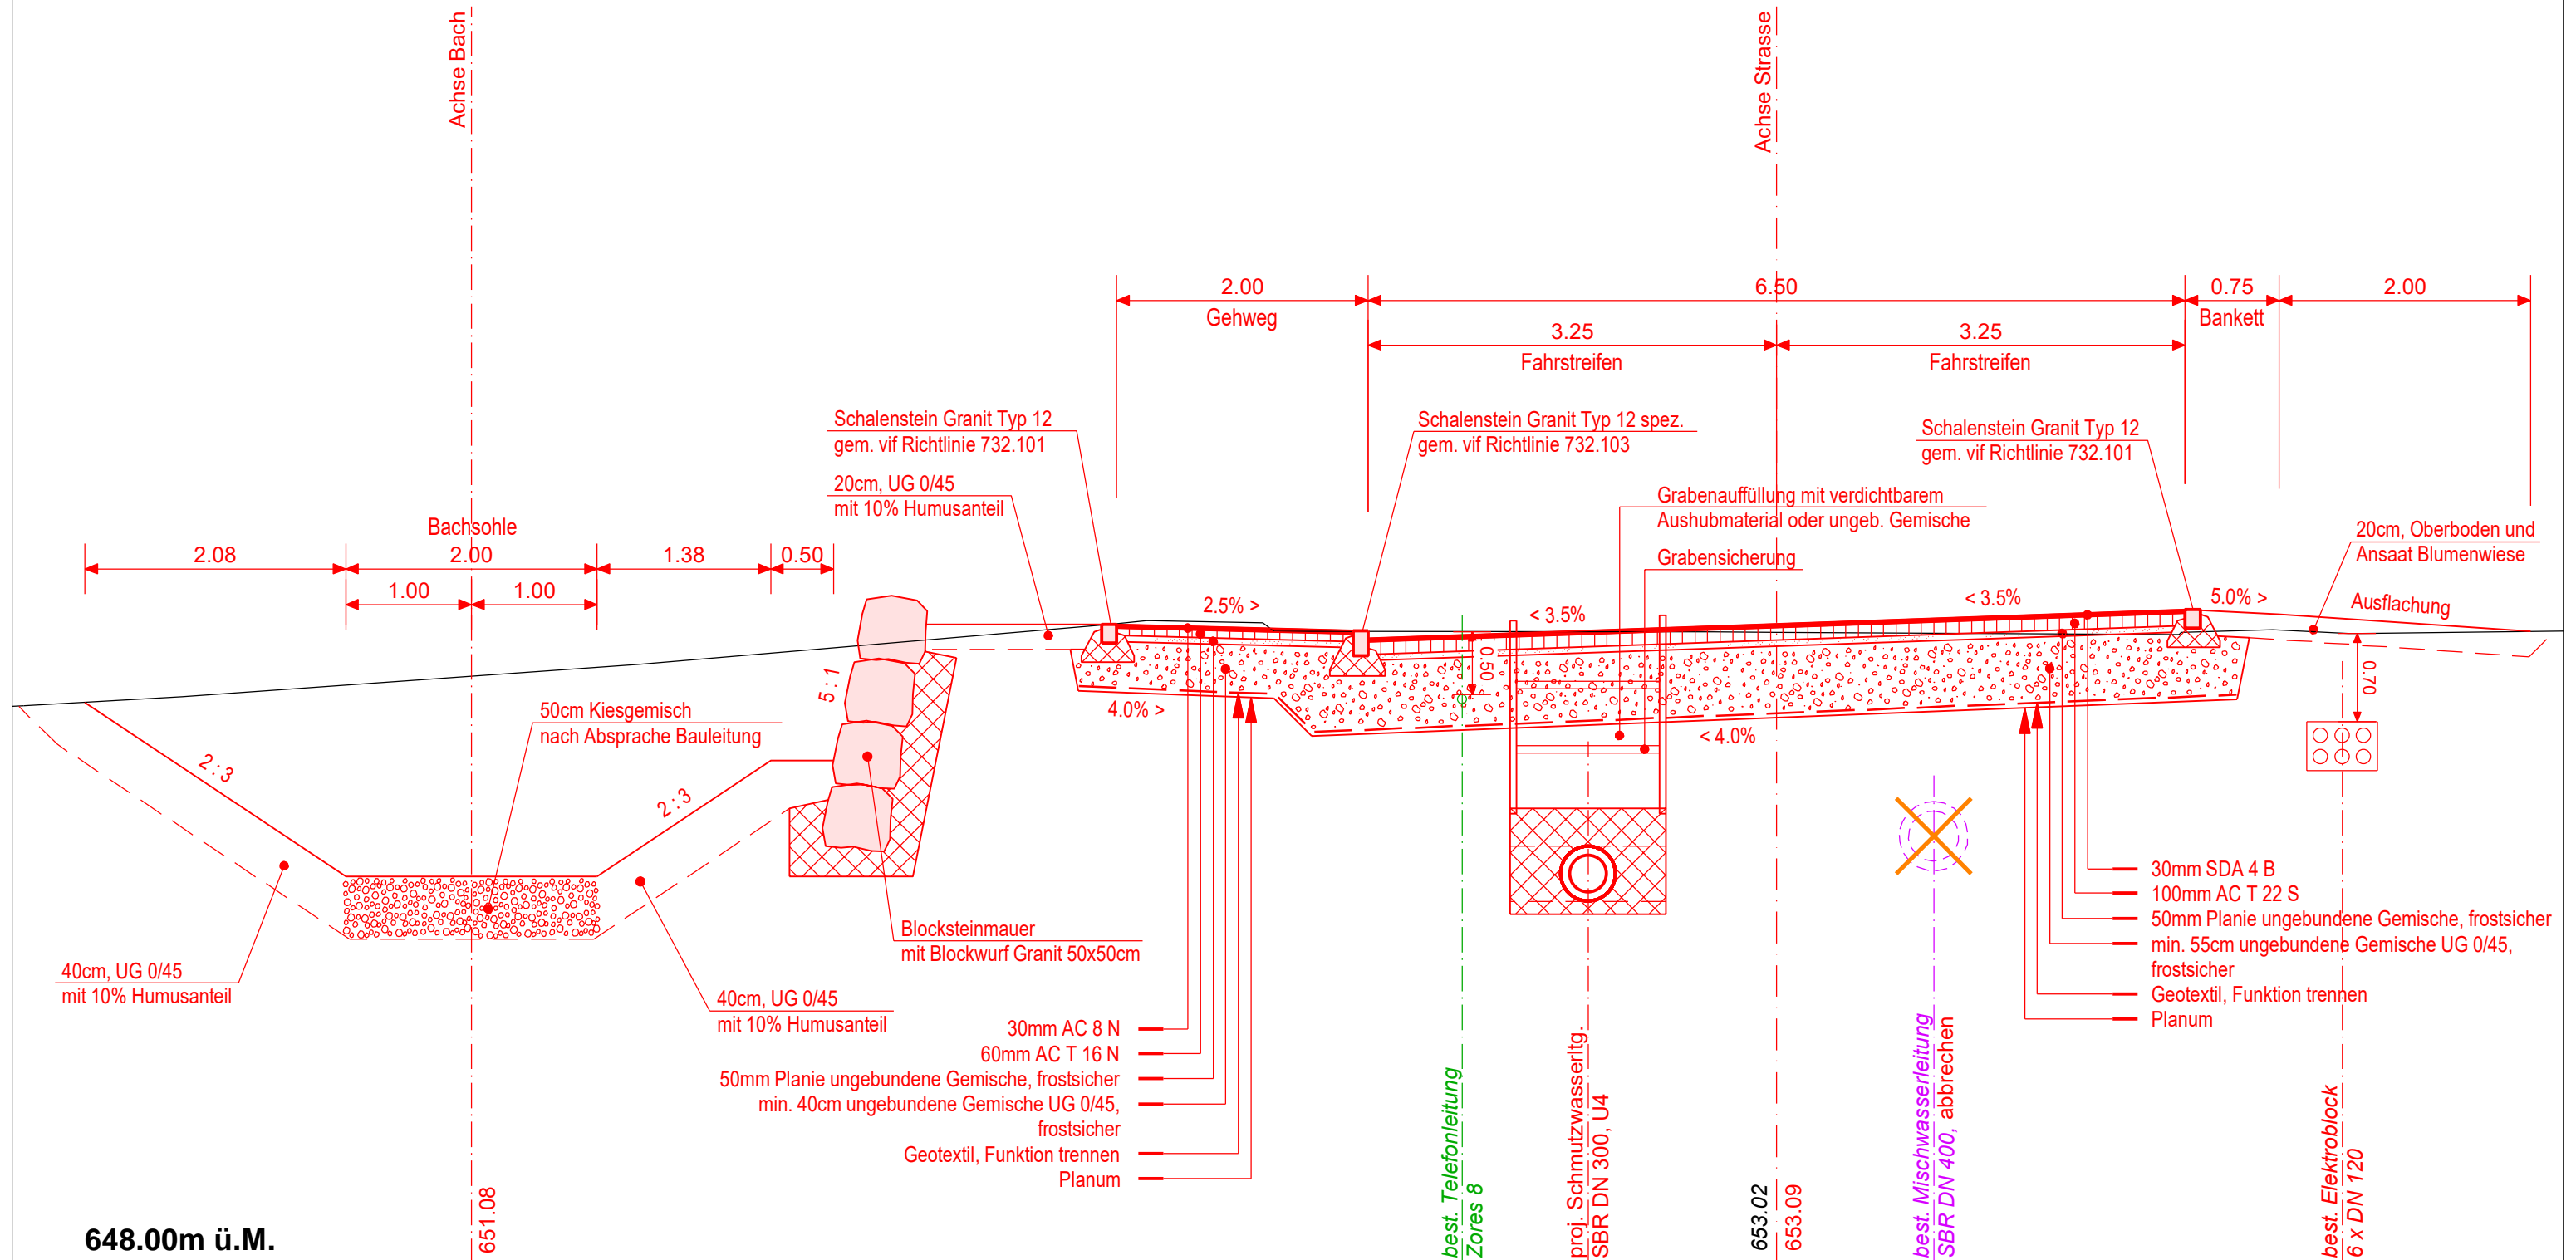 Achse Bach
Achse Strasse
2.00
Gehweg
6.50
0.75
Bankett
2.00
3.25
Fahrstreifen
3.25
Fahrstreifen
Schalenstein Granit Typ 12
gem. vif Richtlinie 732.101
Schalenstein Granit Typ 12 spez.
gem. vif Richtlinie 732.103
Schalenstein Granit Typ 12
gem. vif Richtlinie 732.101
20cm, UG 0/45
mit 10% Humusanteil
Grabenauffüllung mit verdichtbarem
Aushubmaterial oder ungeb. Gemische
Grabensicherung
20cm, Oberboden und
Ansaat Blumenwiese
Bachsohle
2.08
2.00
1.38
0.50
1.00
1.00
2.5% >
< 3.5%
< 3.5%
5.0% >
Ausflachung
0.50
0.70
5 : 1
4.0% >
< 4.0%
2 : 3
2 : 3
50cm Kiesgemisch
nach Absprache Bauleitung
Blocksteinmauer
mit Blockwurf Granit 50x50cm
40cm, UG 0/45
mit 10% Humusanteil
40cm, UG 0/45
mit 10% Humusanteil
30mm AC 8 N
60mm AC T 16 N
50mm Planie ungebundene Gemische, frostsicher
min. 40cm ungebundene Gemische UG 0/45,
frostsicher
Geotextil, Funktion trennen
Planum
30mm SDA 4 B
100mm AC T 22 S
50mm Planie ungebundene Gemische, frostsicher
min. 55cm ungebundene Gemische UG 0/45,
frostsicher
Geotextil, Funktion trennen
Planum
best. Telefonleitung
Zores 8
proj. Schmutzwasserltg.
SBR DN 300, U4
653.02
653.09
best. Mischwasserleitung
SBR DN 400, abbrechen
best. Elektroblock
6 x DN 120
651.08
648.00m ü.M.